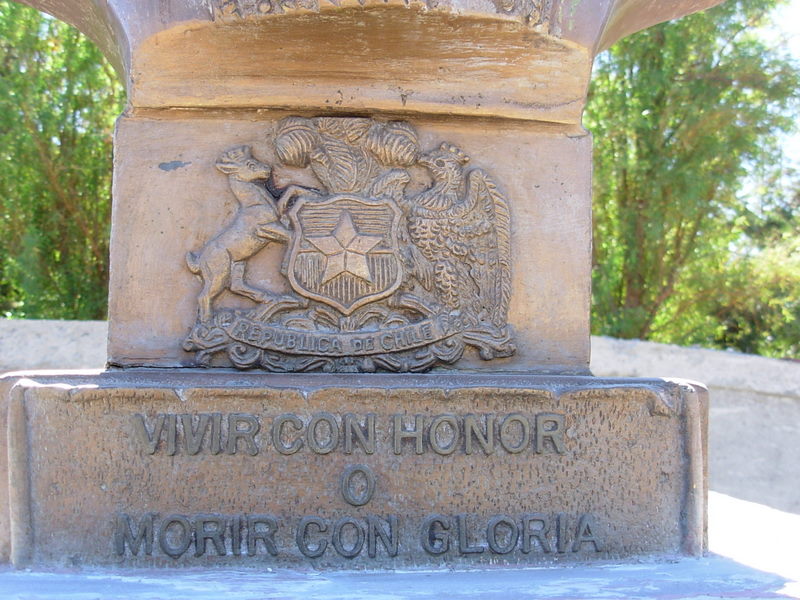 REPUBLICA DE CHILE
VIVIR CON HONOR
O
MORIR CON GLORIA